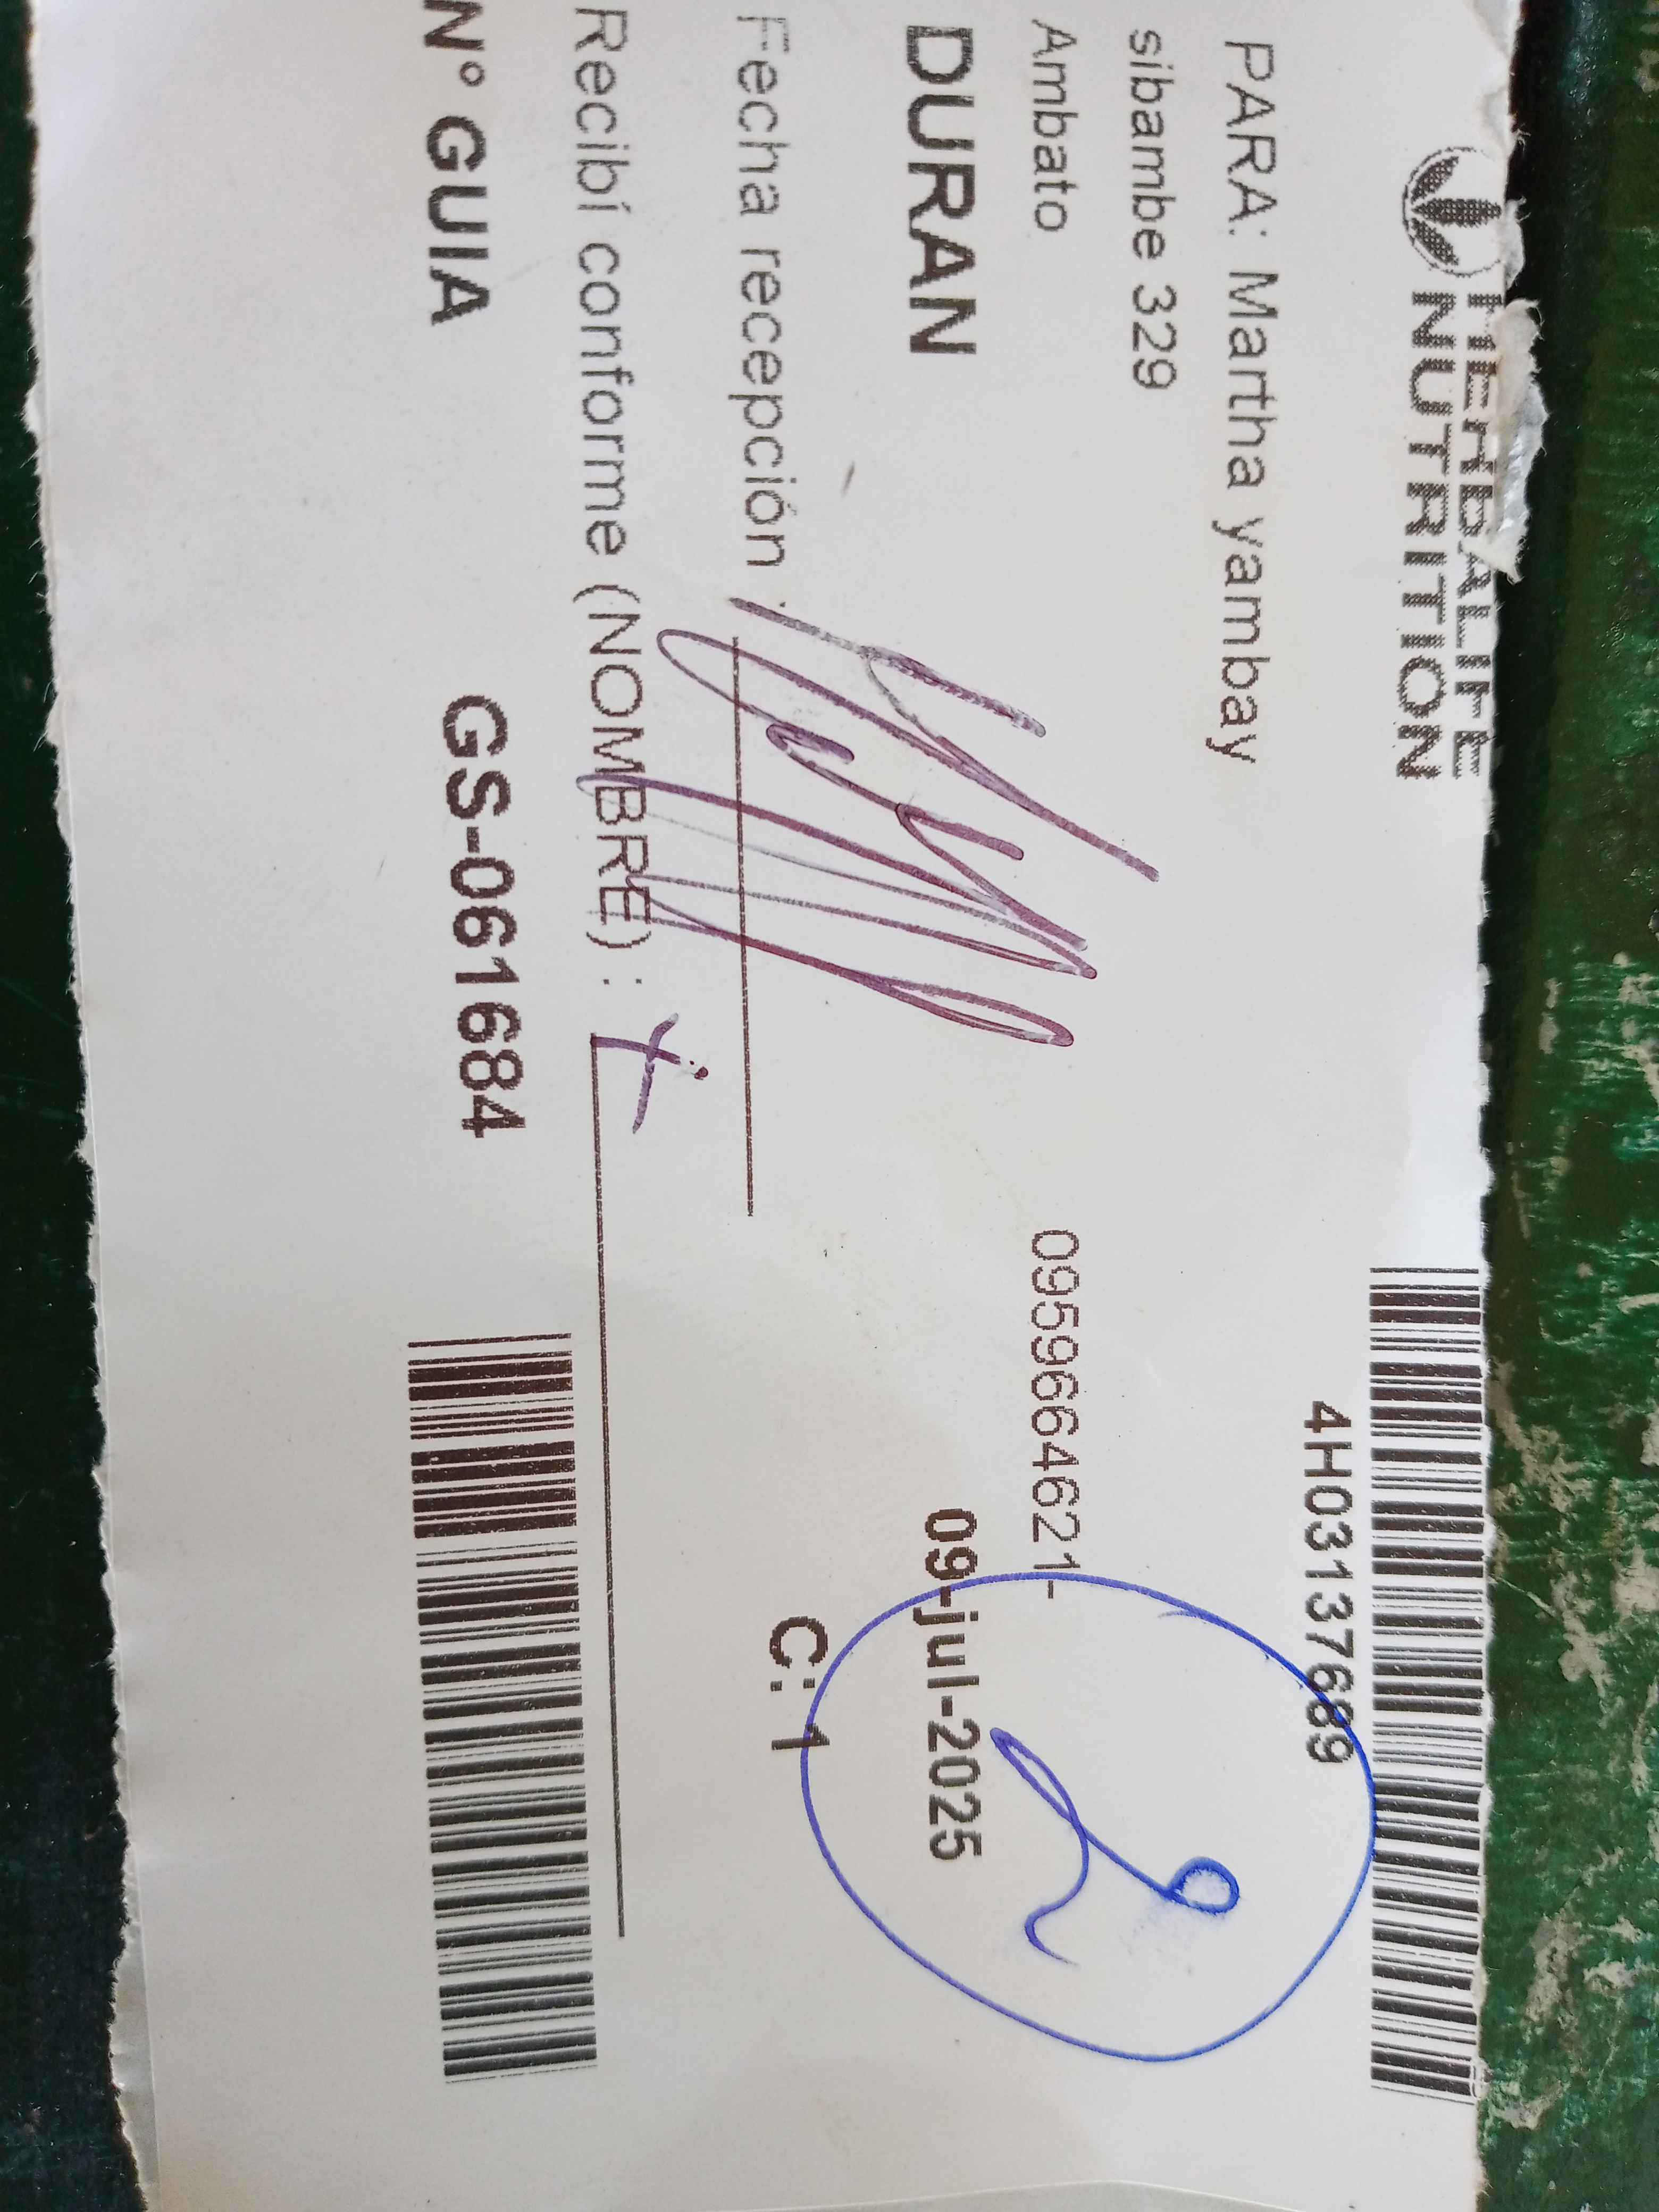 HERBALIFE
NUTRITION
4H03137689
PARA: Martha yambay
sibambe 329
Ambato 0959664621-
DURAN 09-jul-2025
C: 1
Fecha recepción
Recibí conforme (NOMBRE) : x
N° GUIA GS-061684